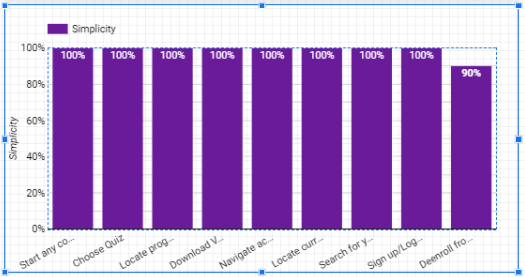 Simplicity
100%
80%
60%
40%
20%
0%
Simplicity
100% 100% 100% 100% 100% 100% 100% 100% 90%
Start any co...
Choose Quiz
Locate prog...
Download V...
Navigate ac...
Locate curr...
Search for y...
Sign up/Log...
Deenroll fro...